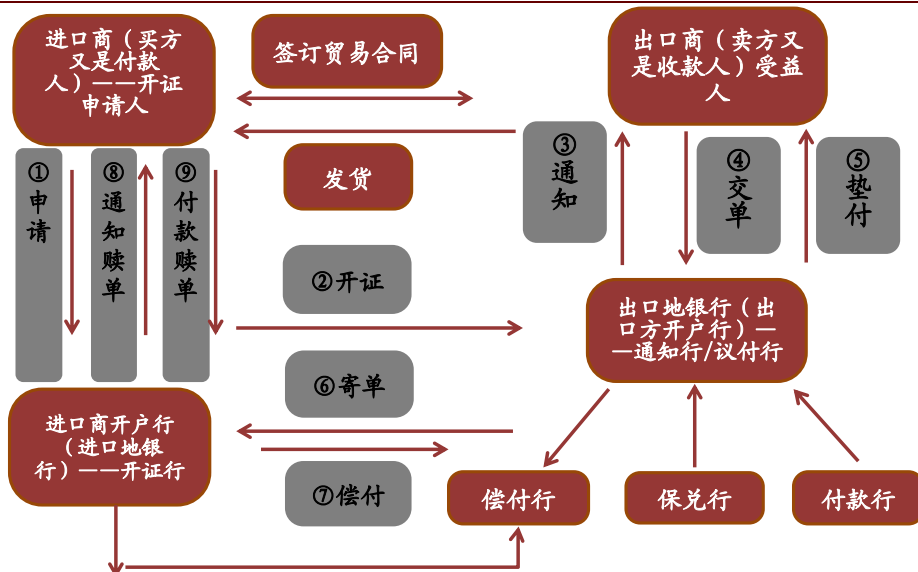 进口商（买方
又是付款
人）——开证
申请人
签订贸易合同
出口商（卖方又
是收款人）受益
人
①
申
请
⑧
通
知
赎
单
⑨
付
款
赎
单
发货
③
通
知
④
交
单
⑤
垫
付
②开证
出口地银行（出
口方开户行）—
—通知行/议付行
⑥寄单
进口商开户行
（进口地银
行）——开证行
⑦偿付
偿付行
保兑行
付款行